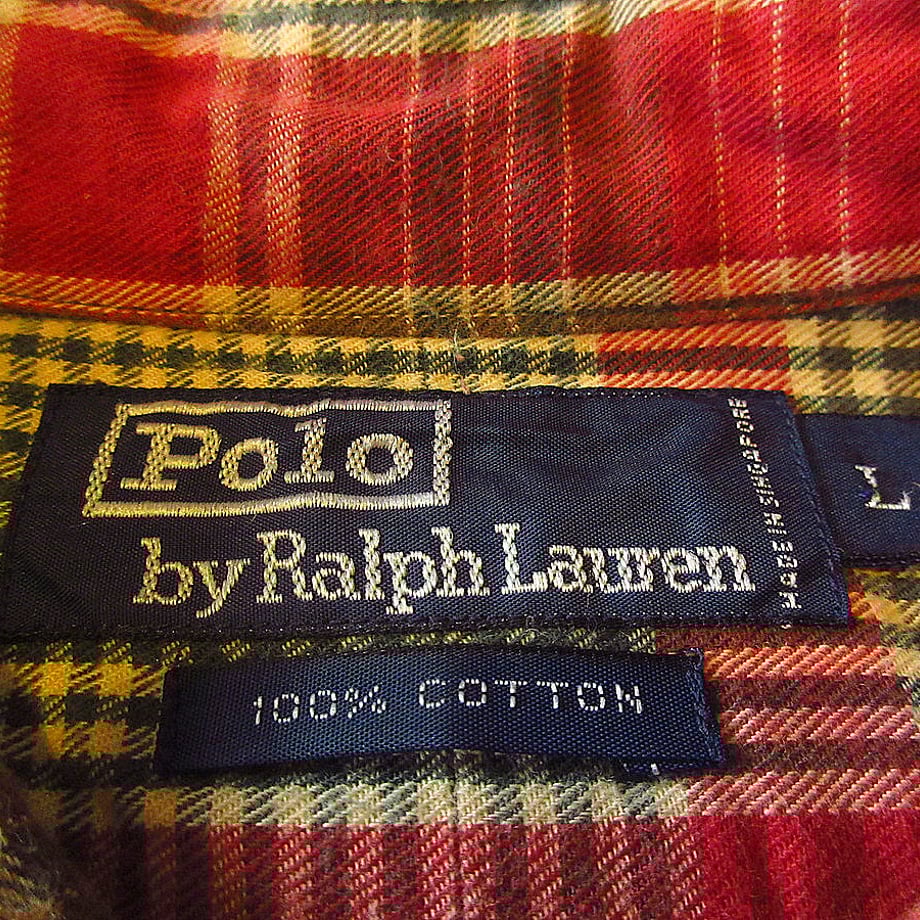 Polo
by Ralph Lauren
MADE IN SINGAPORE
L
100% COTTON